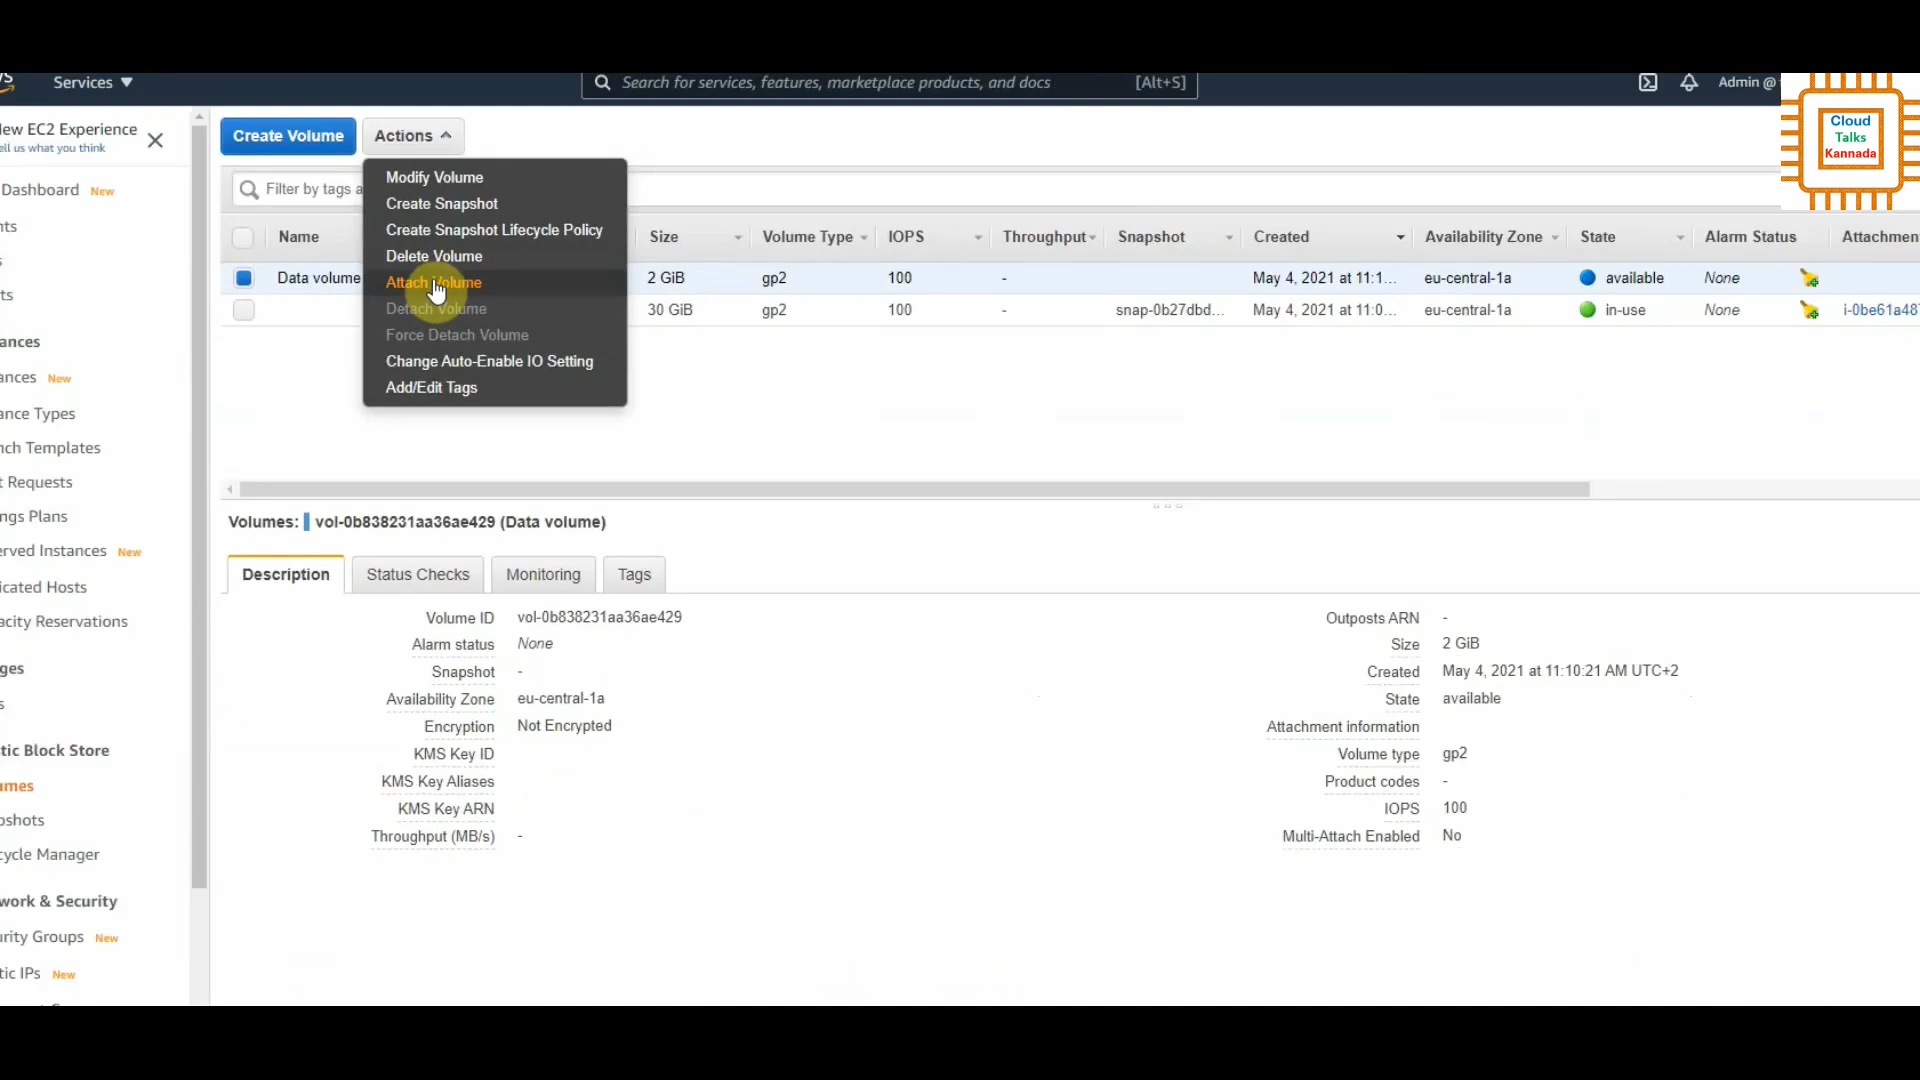 Services
Search for services, features, marketplace products, and docs [Alt+S]
Admin @
Cloud
Talks
Kannada
ew EC2 Experience
ell us what you think
Create Volume
Actions
Dashboard New
nts
s
ts
ances
ances New
ance Types
nch Templates
t Requests
ngs Plans
erved Instances New
icated Hosts
acity Reservations
ges
s
tic Block Store
umes
pshots
cycle Manager
work & Security
urity Groups New
tic IPs New
Filter by tags a
Modify Volume
Create Snapshot
Create Snapshot Lifecycle Policy
Delete Volume
Attach Volume
Detach Volume
Force Detach Volume
Change Auto-Enable IO Setting
Add/Edit Tags
Name Size Volume Type IOPS Throughput Snapshot Created Availability Zone State Alarm Status Attachmen
Data volume 2 GiB gp2 100 - May 4, 2021 at 11:1... eu-central-1a available None
30 GiB gp2 100 - snap-0b27dbd... May 4, 2021 at 11:0... eu-central-1a in-use None i-0be61a48
Volumes: vol-0b838231aa36ae429 (Data volume)
Description Status Checks Monitoring Tags
Volume ID vol-0b838231aa36ae429
Alarm status None
Snapshot -
Availability Zone eu-central-1a
Encryption Not Encrypted
KMS Key ID
KMS Key Aliases
KMS Key ARN
Throughput (MB/s) -
Outposts ARN -
Size 2 GiB
Created May 4, 2021 at 11:10:21 AM UTC+2
State available
Attachment information
Volume type gp2
Product codes -
IOPS 100
Multi-Attach Enabled No